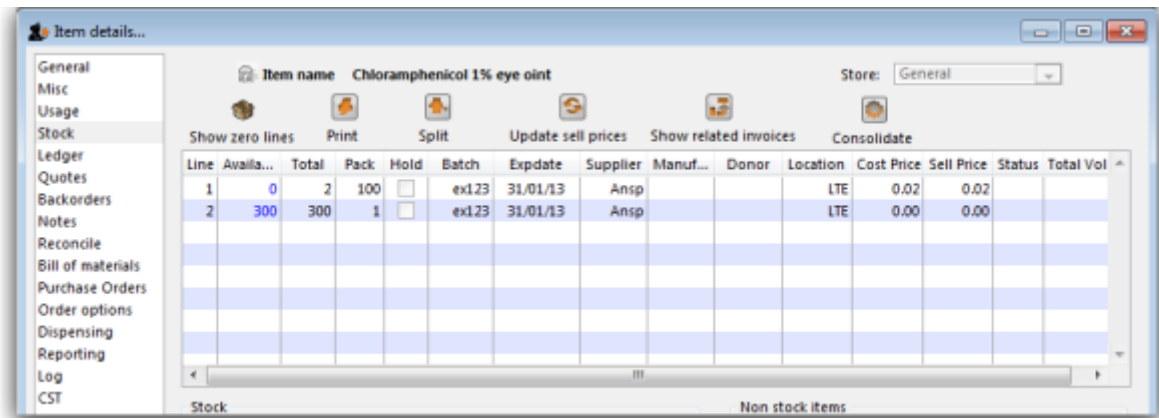 Item details...
General
Misc
Usage
Stock
Ledger
Quotes
Backorders
Notes
Reconcile
Bill of materials
Purchase Orders
Order options
Dispensing
Reporting
Log
CST
Item name Chloramphenicol 1% eye oint Store: General
Show zero lines Print Split Update sell prices Show related invoices Consolidate
Line Availa... Total Pack Hold Batch Expdate Supplier Manuf... Donor Location Cost Price Sell Price Status Total Vol
1 0 2 100 ex123 31/01/13 Ansp LTE 0.02 0.02
2 300 300 1 ex123 31/01/13 Ansp LTE 0.00 0.00
Stock Non stock items